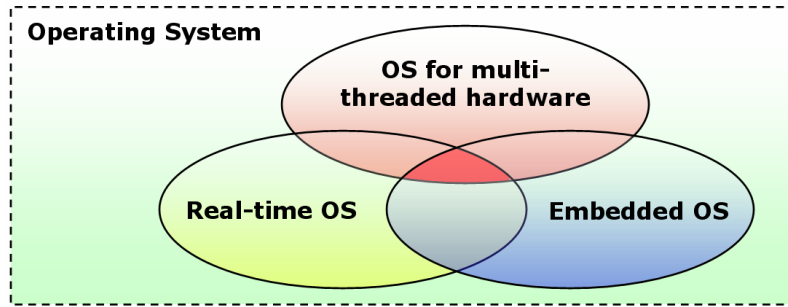 Operating System
OS for multi-
threaded hardware
Real-time OS
Embedded OS